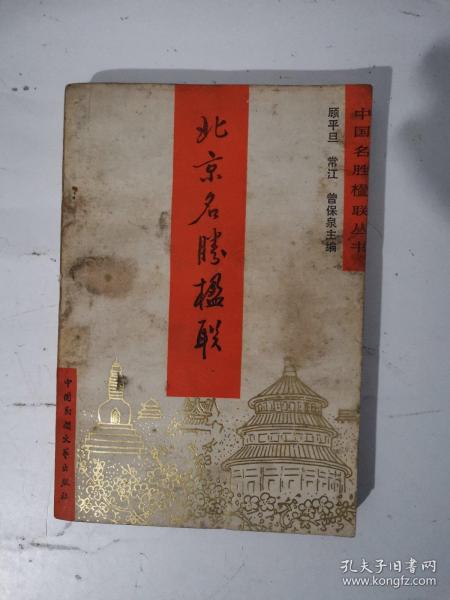 中国名胜楹联丛书
顾平旦 常江 曾保泉主编
北京名胜楹联
中国民间文艺出版社
孔夫子旧书网
www.kongfz.com